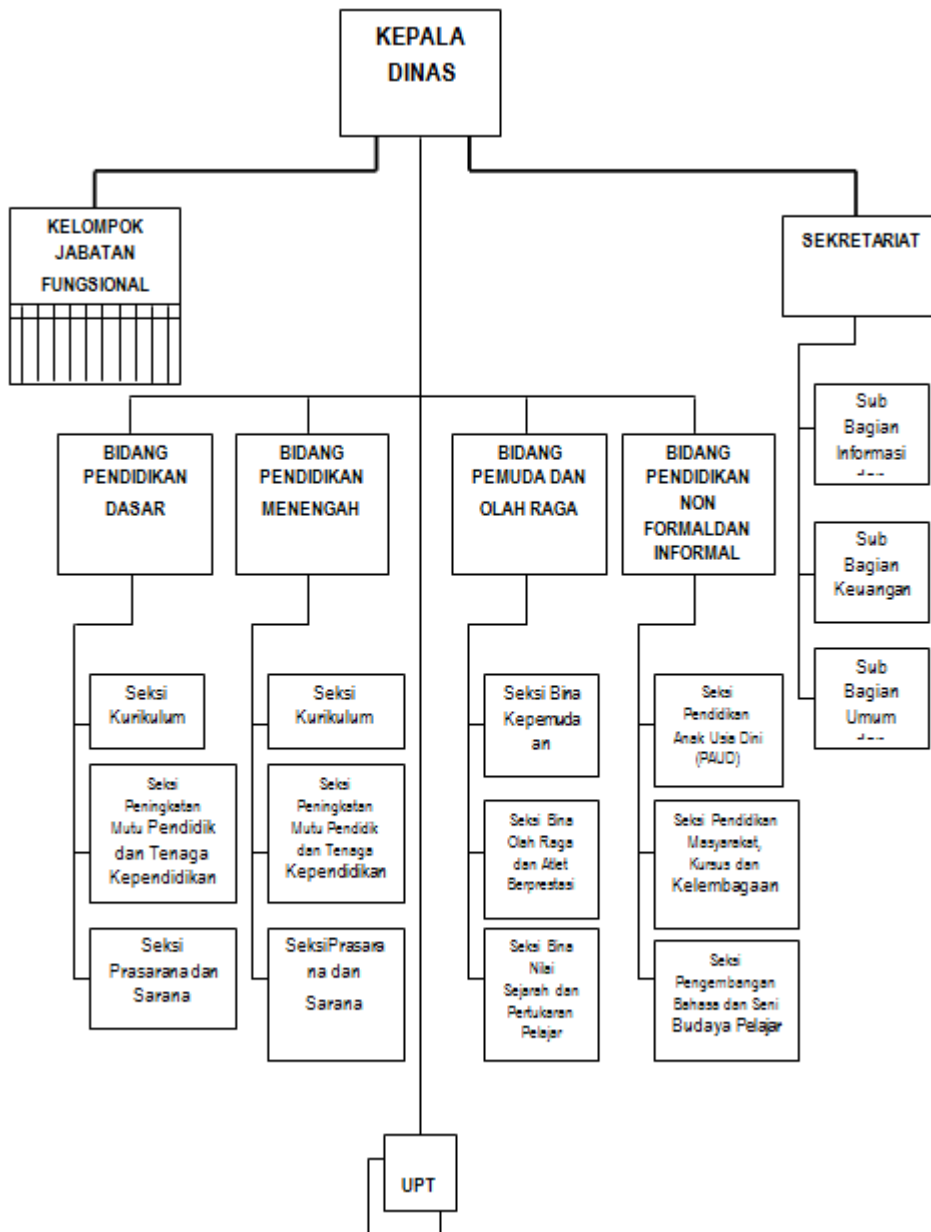 KEPALA
DINAS
KELOMPOK
JABATAN
FUNGSIONAL
SEKRETARIAT
Sub
Bagian
Informasi
Sub
Bagian
Keuangan
Sub
Bagian
Umum
BIDANG
PENDIDIKAN
DASAR
BIDANG
PENDIDIKAN
MENENGAH
BIDANG
PEMUDA DAN
OLAH RAGA
BIDANG
PENDIDIKAN
NON
FORMALDAN
INFORMAL
Seksi
Kurikulum
Seksi
Peningkatan
Mutu Pendidik
dan Tenaga
Kependidikan
Seksi
Prasarana dan
Sarana
Seksi
Kurikulum
Seksi
Peningkatan
Mutu Pendidik
dan Tenaga
Kependidikan
SeksiPrasara
na dan
Sarana
Seksi Bina
Kepemuda
an
Seksi Bina
Olah Raga
dan Atlet
Berprestasi
Seksi Bina
Nilai
Sejarah dan
Pertukaran
Pelajar
Seksi
Pendidikan
Anak Usia Dini
(PAUD)
Seksi Pendidikan
Masyarakat,
Kursus dan
Kelembagaan
Seksi
Pengembangan
Bahasa dan Seni
Budaya Pelajar
UPT